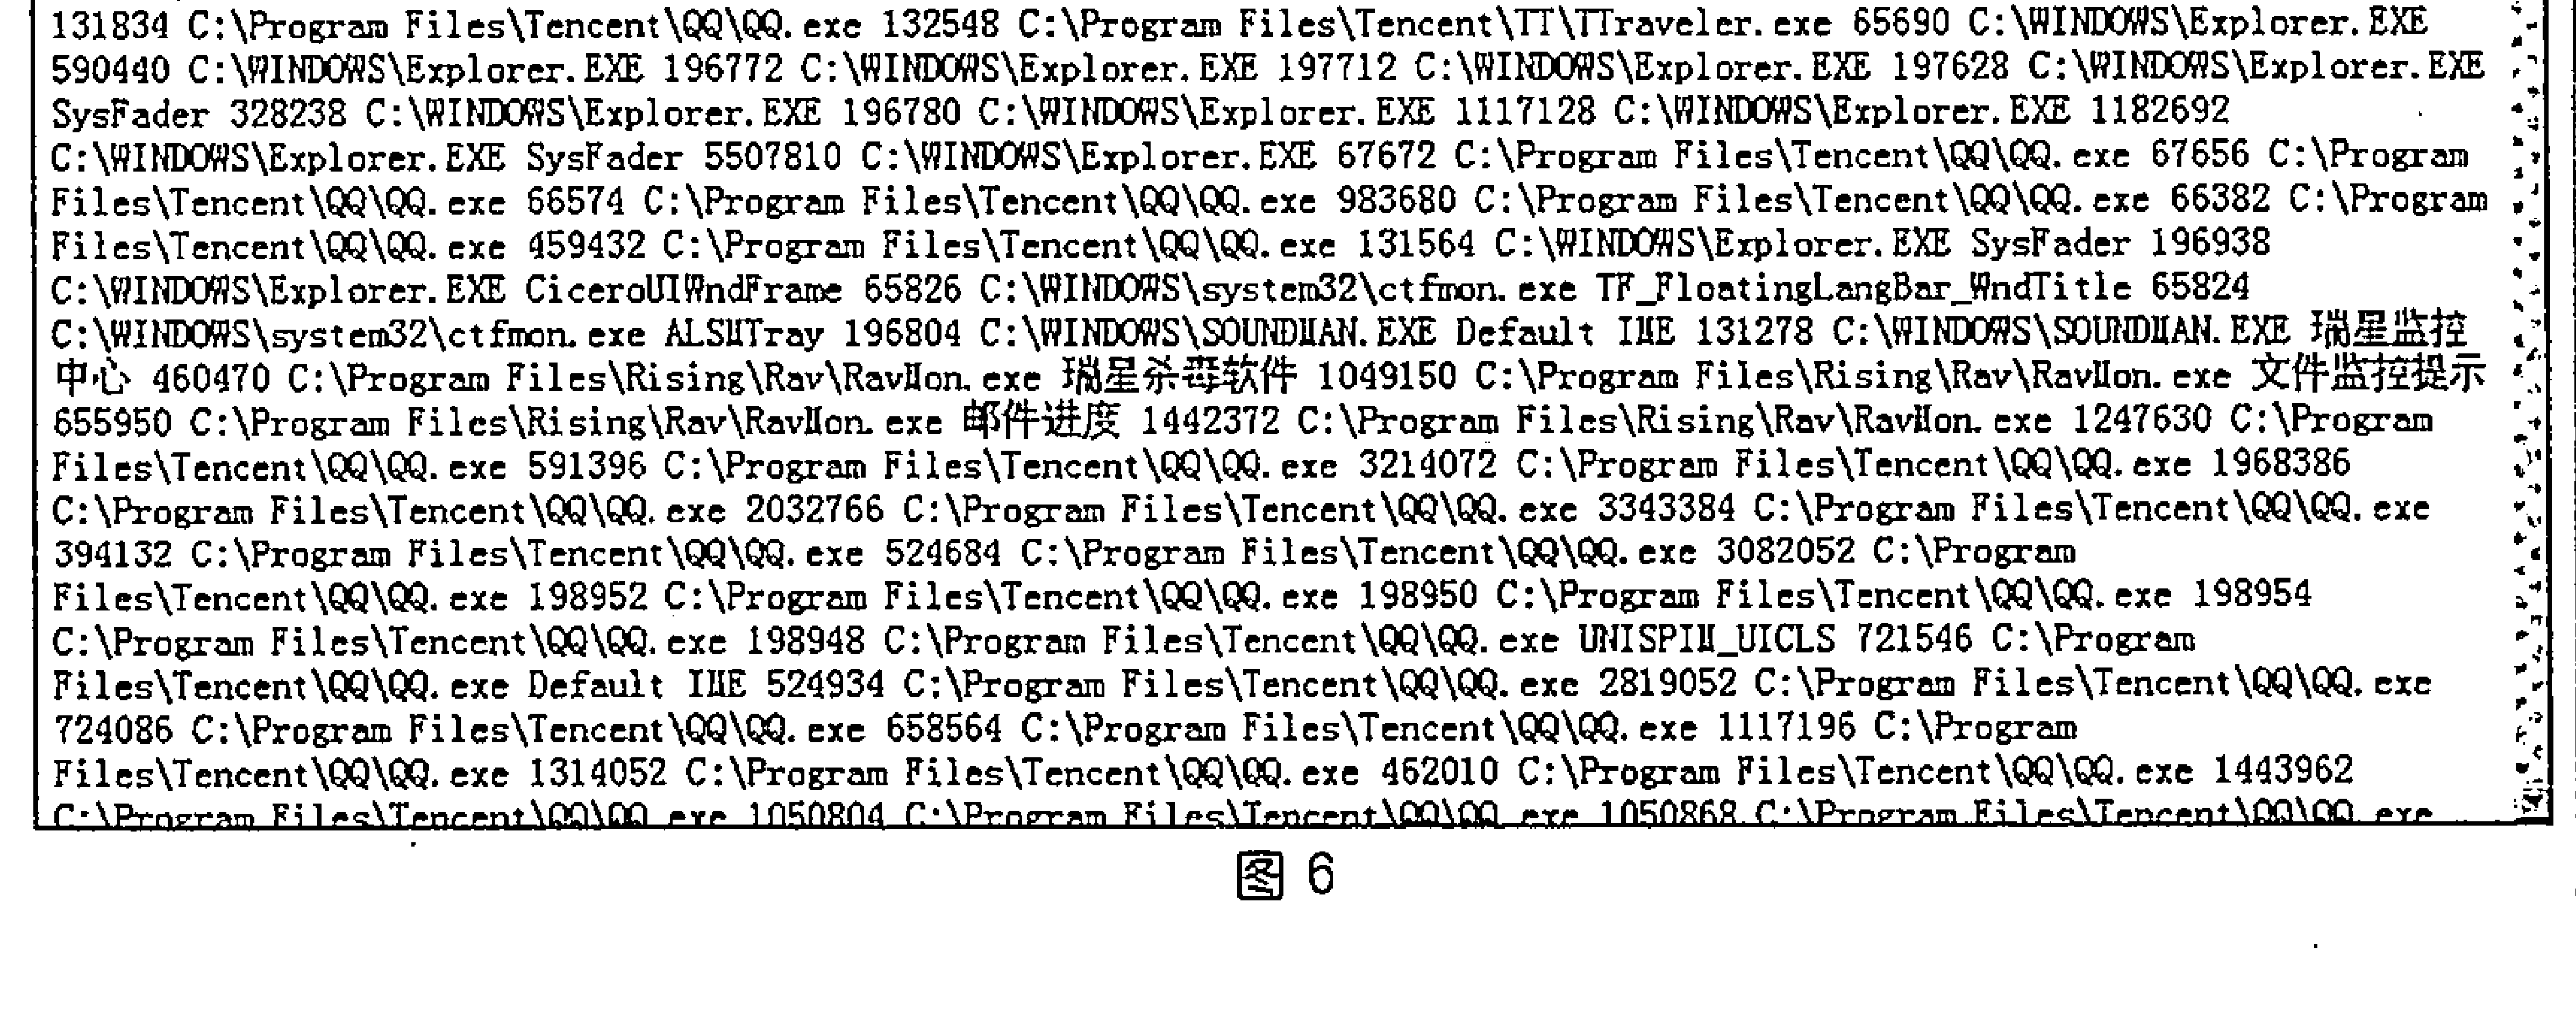 131834 C:\Program Files\Tencent\QQ\QQ.exe 132548 C:\Program Files\Tencent\TT\TTraveler.exe 65690 C:\WINDOWS\Explorer.EXE
590440 C:\WINDOWS\Explorer.EXE 196772 C:\WINDOWS\Explorer.EXE 197712 C:\WINDOWS\Explorer.EXE 197628 C:\WINDOWS\Explorer.EXE
SysFader 328238 C:\WINDOWS\Explorer.EXE 196780 C:\WINDOWS\Explorer.EXE 1117128 C:\WINDOWS\Explorer.EXE 1182692
C:\WINDOWS\Explorer.EXE SysFader 5507810 C:\WINDOWS\Explorer.EXE 67672 C:\Program Files\Tencent\QQ\QQ.exe 67656 C:\Program
Files\Tencent\QQ\QQ.exe 66574 C:\Program Files\Tencent\QQ\QQ.exe 983680 C:\Program Files\Tencent\QQ\QQ.exe 66382 C:\Program
Files\Tencent\QQ\QQ.exe 459432 C:\Program Files\Tencent\QQ\QQ.exe 131564 C:\WINDOWS\Explorer.EXE SysFader 196938
C:\WINDOWS\Explorer.EXE CiceroUIWndFrame 65826 C:\WINDOWS\system32\ctfmon.exe TF_FloatingLangBar_WndTitle 65824
C:\WINDOWS\system32\ctfmon.exe ALSMTray 196804 C:\WINDOWS\SOUNDMAN.EXE Default IME 131278 C:\WINDOWS\SOUNDMAN.EXE 瑞星监控
中心 460470 C:\Program Files\Rising\Rav\RavMon.exe 瑞星杀毒软件 1049150 C:\Program Files\Rising\Rav\RavMon.exe 文件监控提示
655950 C:\Program Files\Rising\Rav\RavMon.exe 邮件进度 1442372 C:\Program Files\Rising\Rav\RavMon.exe 1247630 C:\Program
Files\Tencent\QQ\QQ.exe 591396 C:\Program Files\Tencent\QQ\QQ.exe 3214072 C:\Program Files\Tencent\QQ\QQ.exe 1968386
C:\Program Files\Tencent\QQ\QQ.exe 2032766 C:\Program Files\Tencent\QQ\QQ.exe 3343384 C:\Program Files\Tencent\QQ\QQ.exe
394132 C:\Program Files\Tencent\QQ\QQ.exe 524684 C:\Program Files\Tencent\QQ\QQ.exe 3082052 C:\Program
Files\Tencent\QQ\QQ.exe 198952 C:\Program Files\Tencent\QQ\QQ.exe 198950 C:\Program Files\Tencent\QQ\QQ.exe 198954
C:\Program Files\Tencent\QQ\QQ.exe 198948 C:\Program Files\Tencent\QQ\QQ.exe UNISPIM_UICLS 721546 C:\Program
Files\Tencent\QQ\QQ.exe Default IME 524934 C:\Program Files\Tencent\QQ\QQ.exe 2819052 C:\Program Files\Tencent\QQ\QQ.exe
724086 C:\Program Files\Tencent\QQ\QQ.exe 658564 C:\Program Files\Tencent\QQ\QQ.exe 1117196 C:\Program
Files\Tencent\QQ\QQ.exe 1314052 C:\Program Files\Tencent\QQ\QQ.exe 462010 C:\Program Files\Tencent\QQ\QQ.exe 1443962
C:\Program Files\Tencent\QQ\QQ.exe 1050804 C:\Program Files\Tencent\QQ\QQ.exe 1050868 C:\Program Files\Tencent\QQ\QQ.exe
图 6